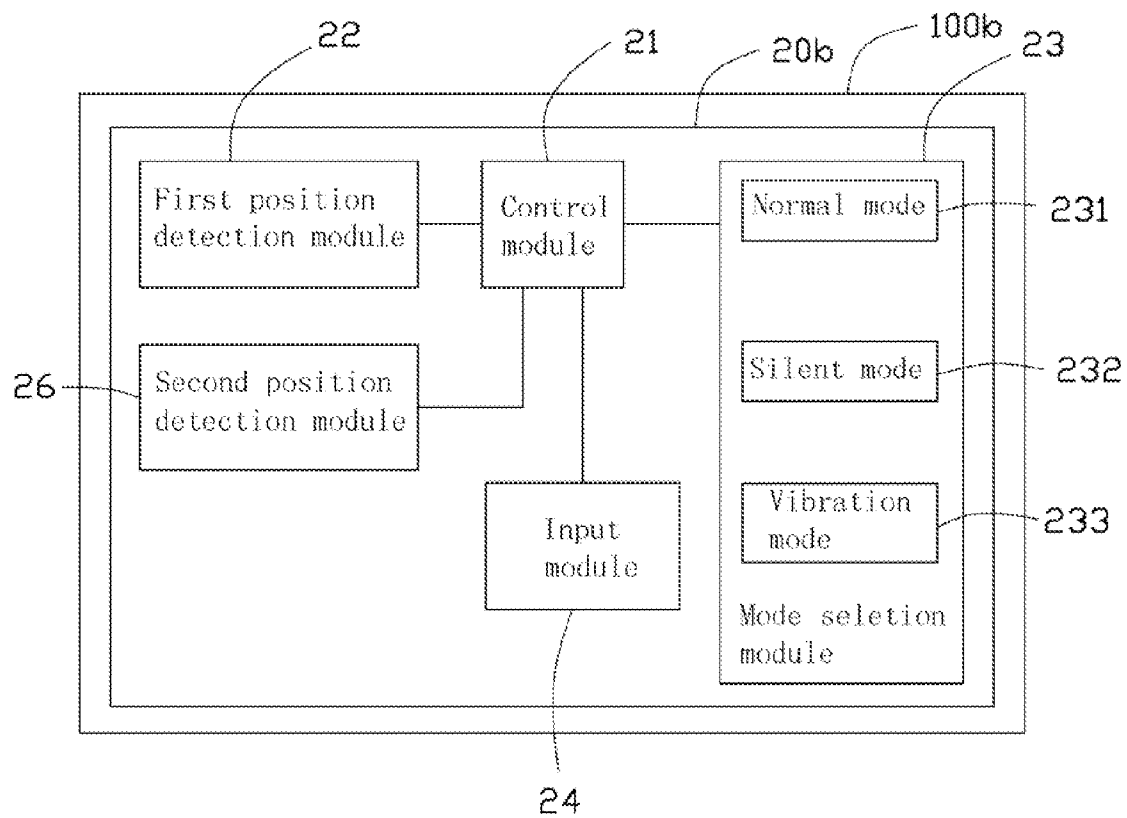 22
21
20b
100b
23
First position
detection module
Control
module
Normal mode
231
26
Second position
detection module
Silent mode
232
Input
module
Vibration
mode
233
Mode seletion
module
24